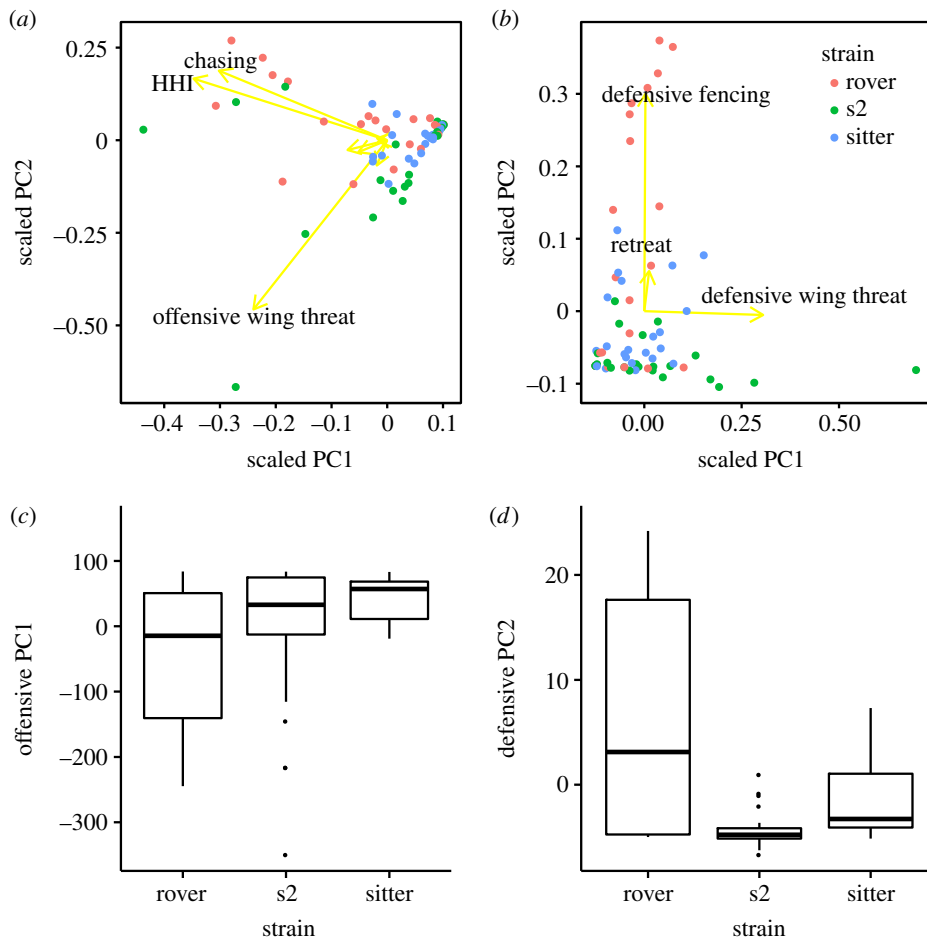 (a)
0.25
0
−0.25
−0.50
scaled PC2
chasing
HHI
offensive wing threat
−0.4
−0.3
−0.2
−0.1
0
0.1
scaled PC1
(b)
0.3
0.2
0.1
0
−0.1
scaled PC2
strain
rover
s2
sitter
defensive fencing
retreat
defensive wing threat
0.00
0.25
0.50
scaled PC1
(c)
100
0
−100
−200
−300
offensive PC1
rover
s2
sitter
strain
(d)
20
10
0
defensive PC2
rover
s2
sitter
strain